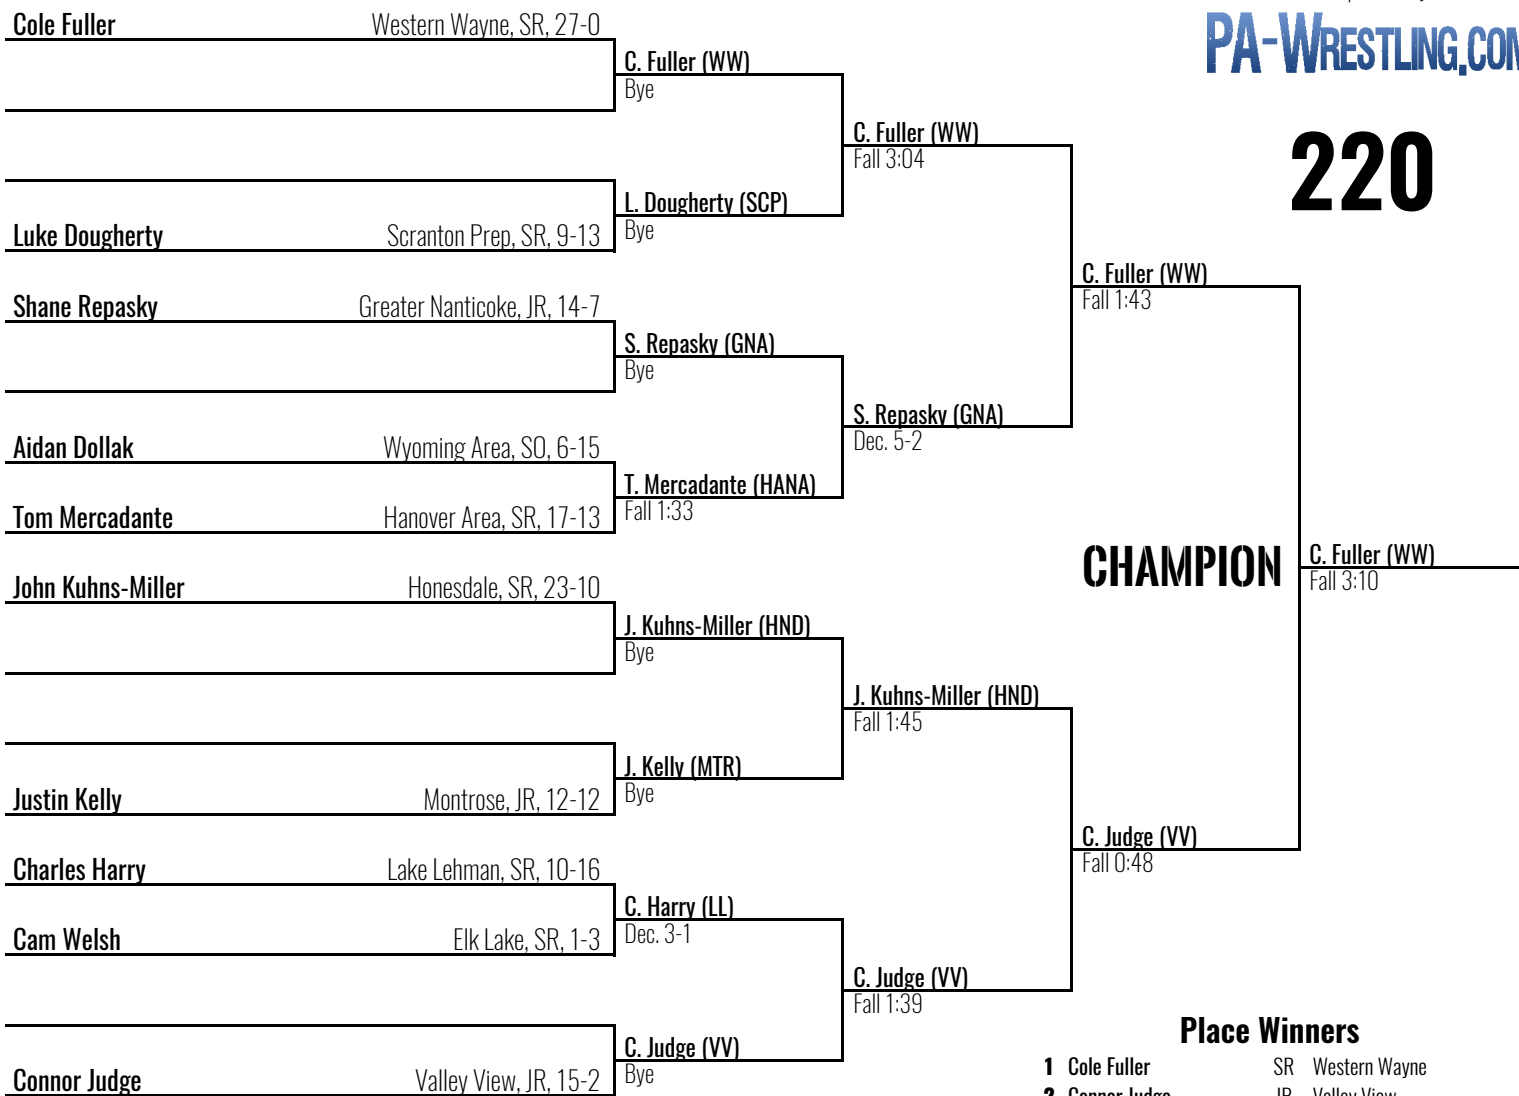 PA-WRESTLING.COM
220
Cole Fuller Western Wayne, SR, 27-0
C. Fuller (WW)
Bye
C. Fuller (WW)
Fall 3:04
L. Dougherty (SCP)
Luke Dougherty Scranton Prep, SR, 9-13
Bye
C. Fuller (WW)
Fall 1:43
Shane Repasky Greater Nanticoke, JR, 14-7
S. Repasky (GNA)
Bye
S. Repasky (GNA)
Dec. 5-2
Aidan Dollak Wyoming Area, SO, 6-15
T. Mercadante (HANA)
Fall 1:33
Tom Mercadante Hanover Area, SR, 17-13
CHAMPION
C. Fuller (WW)
Fall 3:10
John Kuhns-Miller Honesdale, SR, 23-10
J. Kuhns-Miller (HND)
Bye
J. Kuhns-Miller (HND)
Fall 1:45
J. Kelly (MTR)
Bye
Justin Kelly Montrose, JR, 12-12
C. Judge (VV)
Fall 0:48
Charles Harry Lake Lehman, SR, 10-16
C. Harry (LL)
Dec. 3-1
Cam Welsh Elk Lake, SR, 1-3
C. Judge (VV)
Fall 1:39
C. Judge (VV)
Bye
Connor Judge Valley View, JR, 15-2
Place Winners
1 Cole Fuller SR Western Wayne
2 Connor Judge JR Valley View